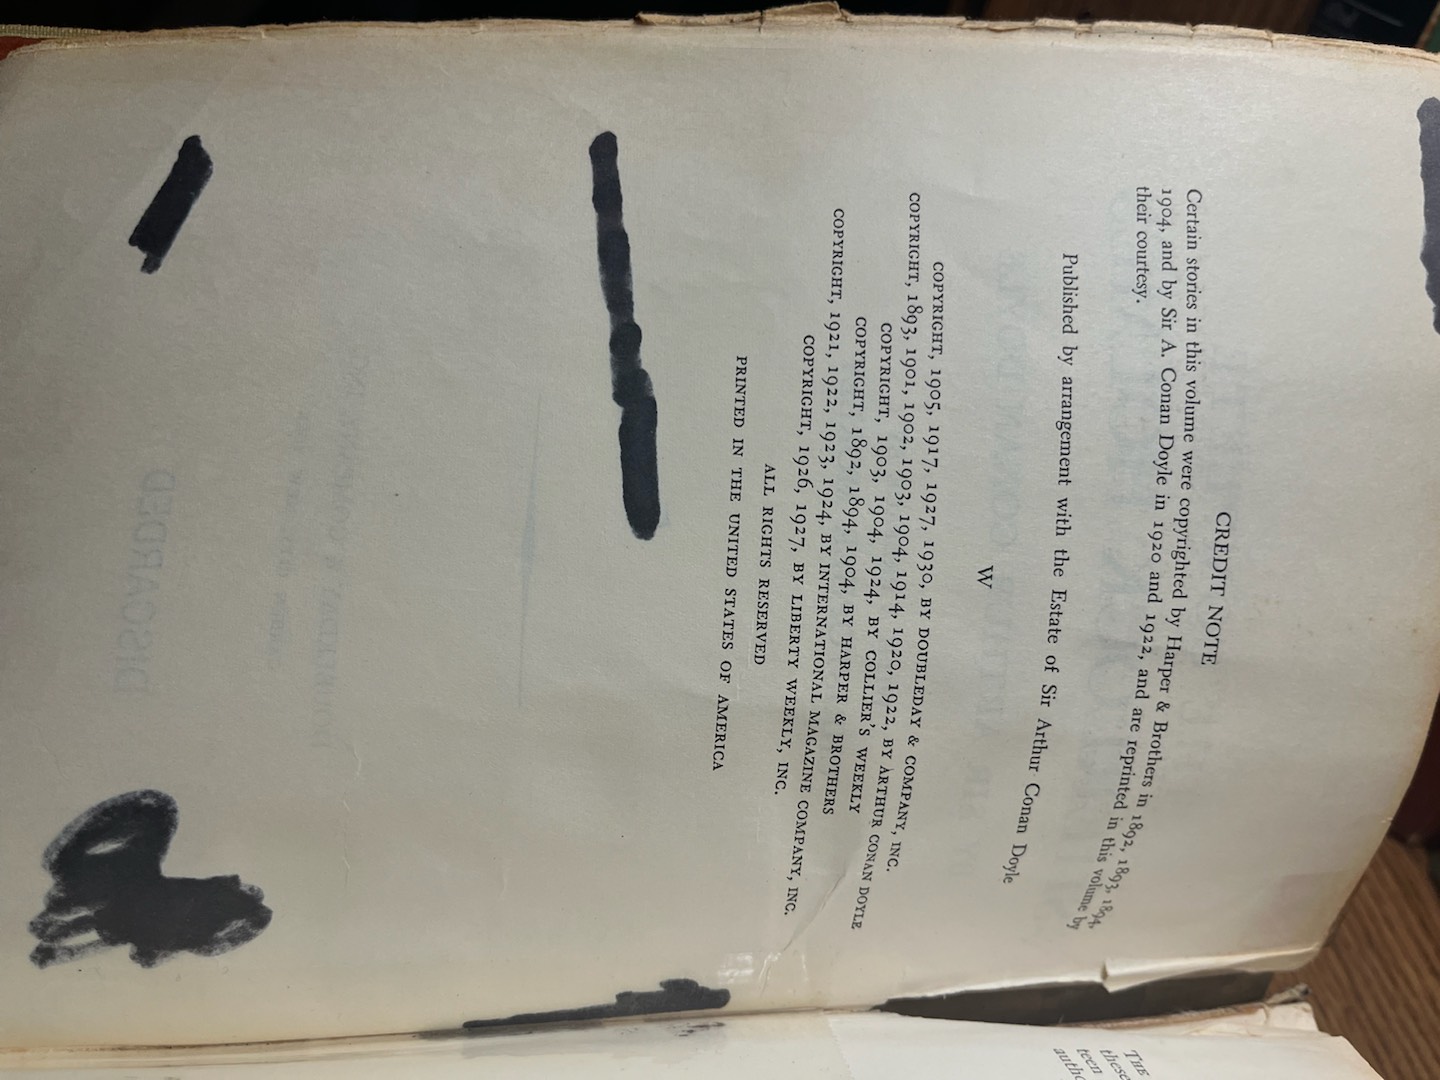 CREDIT NOTE
Certain stories in this volume were copyrighted by Harper & Brothers in 1892, 1893, 1894,
1904, and by Sir A. Conan Doyle in 1920 and 1922, and are reprinted in this volume by
their courtesy.
Published by arrangement with the Estate of Sir Arthur Conan Doyle
W
COPYRIGHT, 1905, 1917, 1927, 1930, BY DOUBLEDAY & COMPANY, INC.
COPYRIGHT, 1893, 1901, 1902, 1903, 1904, 1914, 1920, 1922, BY ARTHUR CONAN DOYLE
COPYRIGHT, 1903, 1904, 1924, BY COLLIER'S WEEKLY
COPYRIGHT, 1892, 1894, 1904, BY HARPER & BROTHERS
COPYRIGHT, 1921, 1922, 1923, 1924, BY INTERNATIONAL MAGAZINE COMPANY, INC.
COPYRIGHT, 1926, 1927, BY LIBERTY WEEKLY, INC.
ALL RIGHTS RESERVED
PRINTED IN THE UNITED STATES OF AMERICA
DISCARDED
THE
these
teen
autho